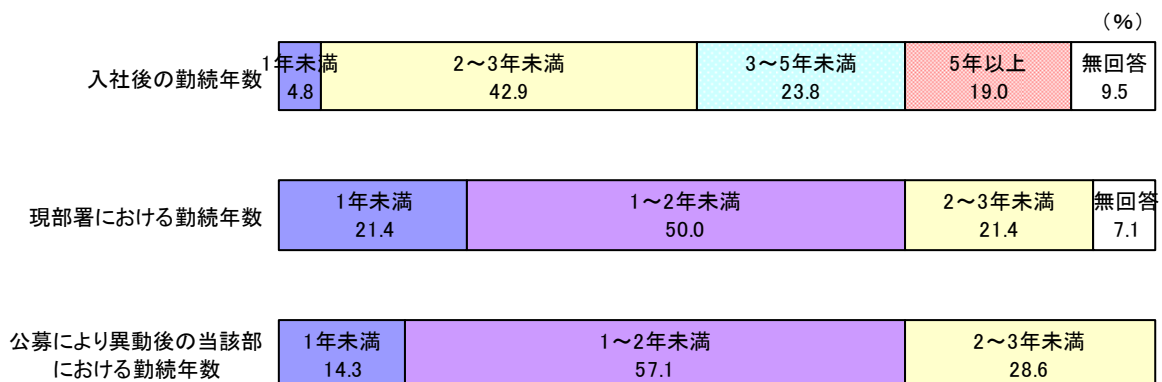 （％）
入社後の勤続年数
1年未満
4.8
2～3年未満
42.9
3～5年未満
23.8
5年以上
19.0
無回答
9.5
現部署における勤続年数
1年未満
21.4
1～2年未満
50.0
2～3年未満
21.4
無回答
7.1
公募により異動後の当該部
における勤続年数
1年未満
14.3
1～2年未満
57.1
2～3年未満
28.6